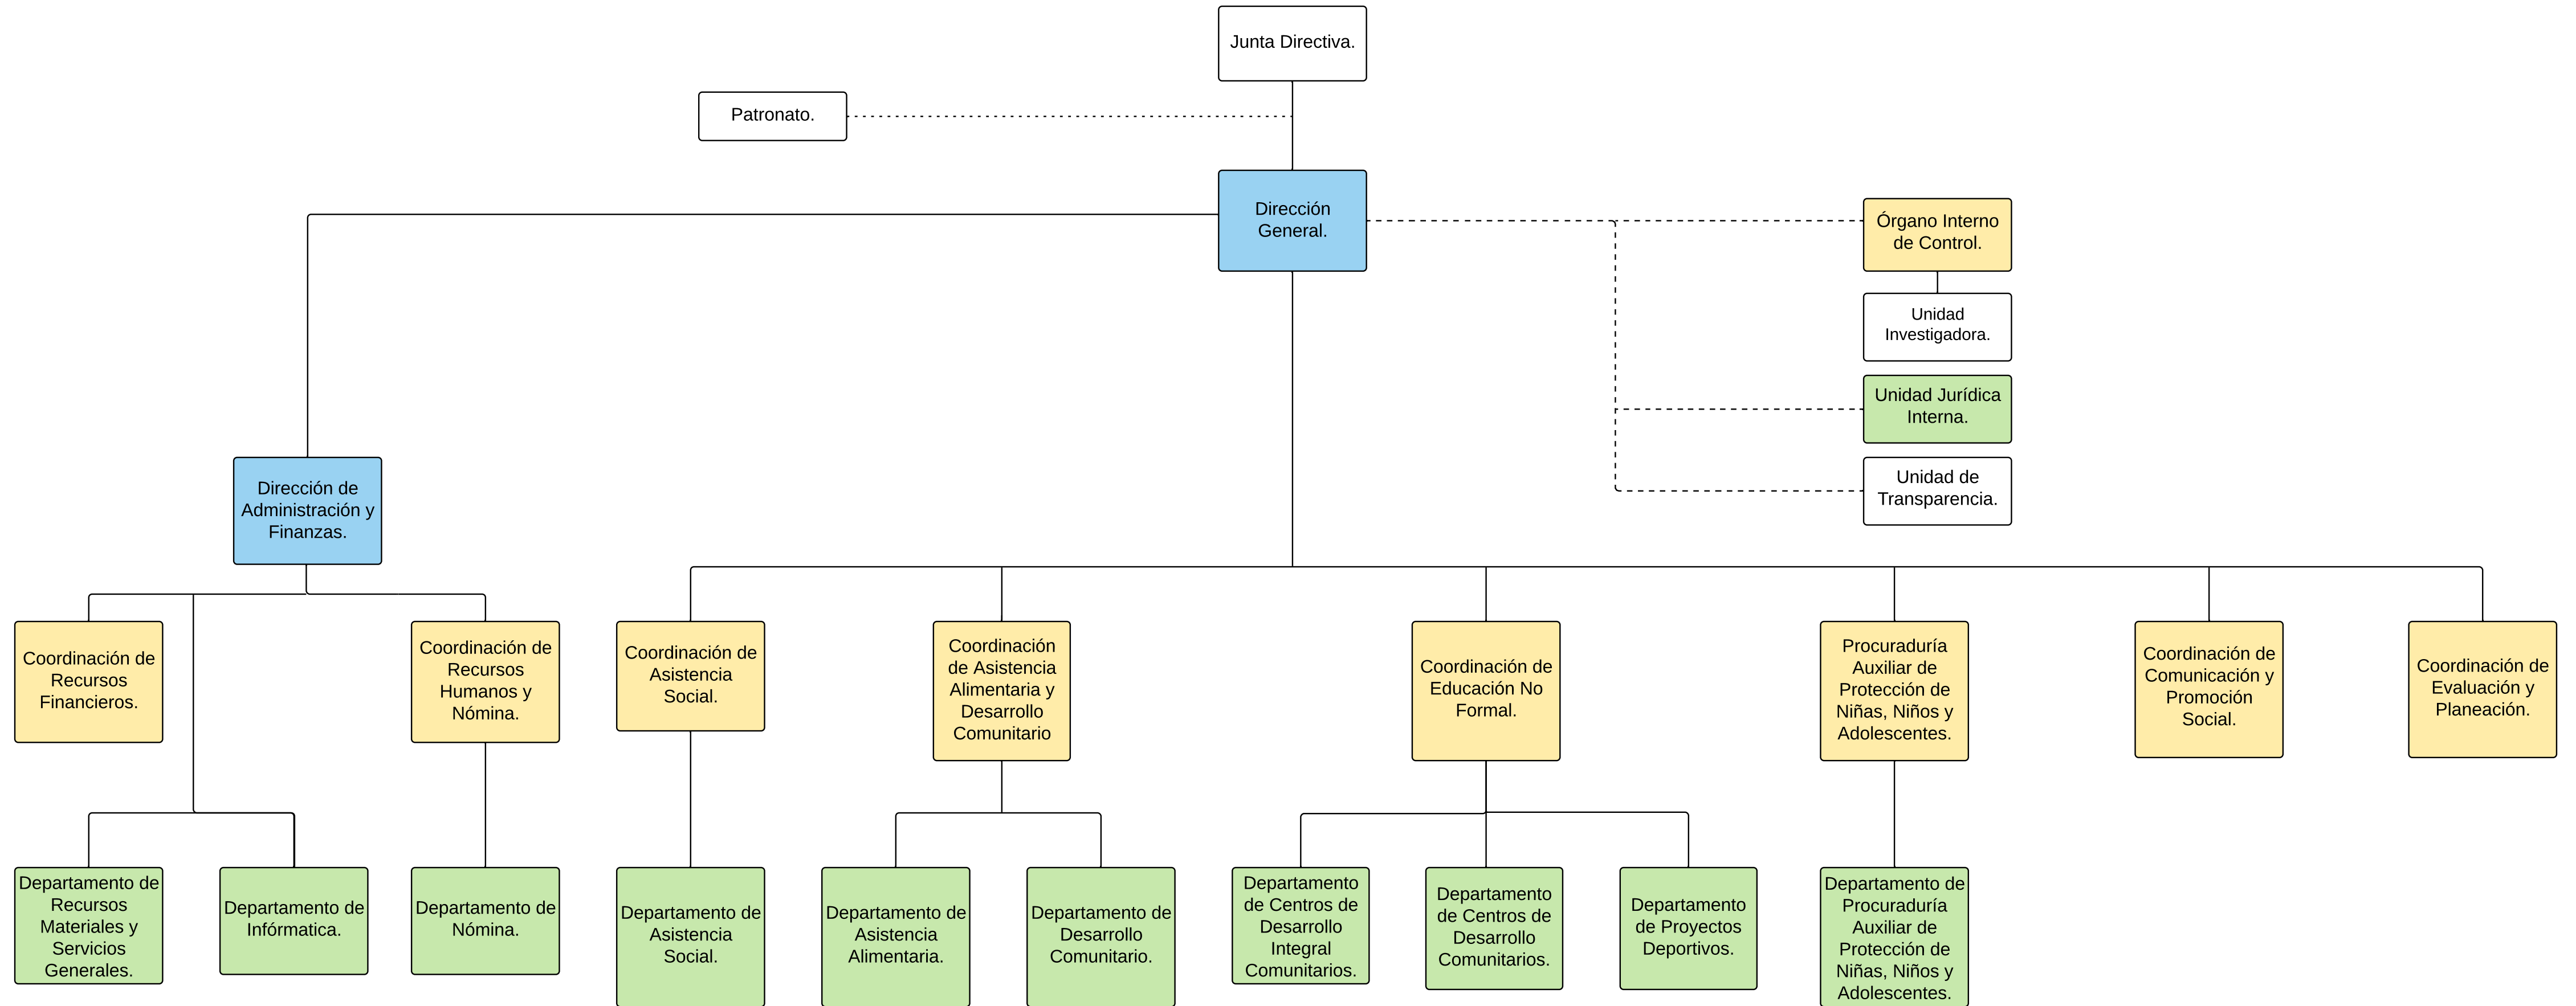 Junta Directiva.
Patronato.
Dirección
General.
Órgano Interno
de Control.
Unidad
Investigadora.
Unidad Jurídica
Interna.
Unidad de
Transparencia.
Dirección de
Administración y
Finanzas.
Coordinación de
Recursos
Financieros.
Coordinación de
Recursos
Humanos y
Nómina.
Coordinación de
Asistencia
Social.
Coordinación
de Asistencia
Alimentaria y
Desarrollo
Comunitario
Coordinación de
Educación No
Formal.
Procuraduría
Auxiliar de
Protección de
Niñas, Niños y
Adolescentes.
Coordinación de
Comunicación y
Promoción
Social.
Coordinación de
Evaluación y
Planeación.
Departamento de
Recursos
Materiales y
Servicios
Generales.
Departamento de
Infórmatica.
Departamento de
Nómina.
Departamento de
Asistencia
Social.
Departamento de
Asistencia
Alimentaria.
Departamento de
Desarrollo
Comunitario.
Departamento
de Centros de
Desarrollo
Integral
Comunitarios.
Departamento
de Centros de
Desarrollo
Comunitarios.
Departamento
de Proyectos
Deportivos.
Departamento de
Procuraduría
Auxiliar de
Protección de
Niñas, Niños y
Adolescentes.